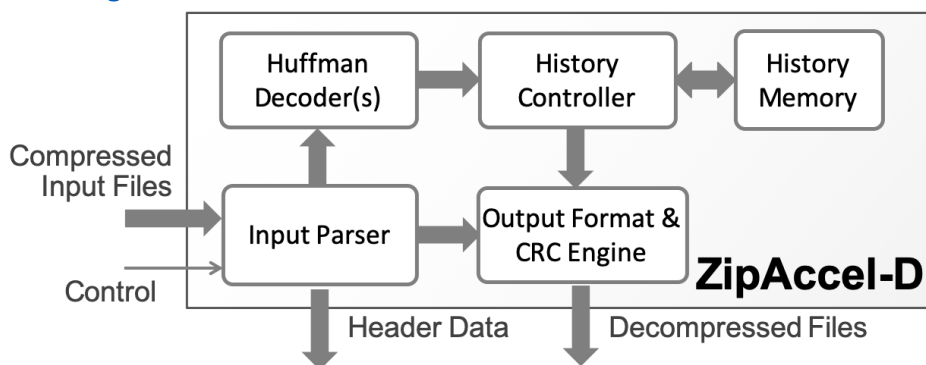 Huffman
Decoder(s)
History
Controller
History
Memory
Compressed
Input Files
Input Parser
Output Format &
CRC Engine
Control
ZipAccel-D
Header Data
Decompressed Files